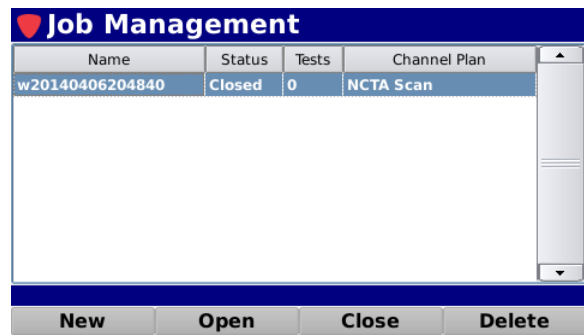 Job Management
Name Status Tests Channel Plan
w20140406204840 Closed 0 NCTA Scan
New Open Close Delete